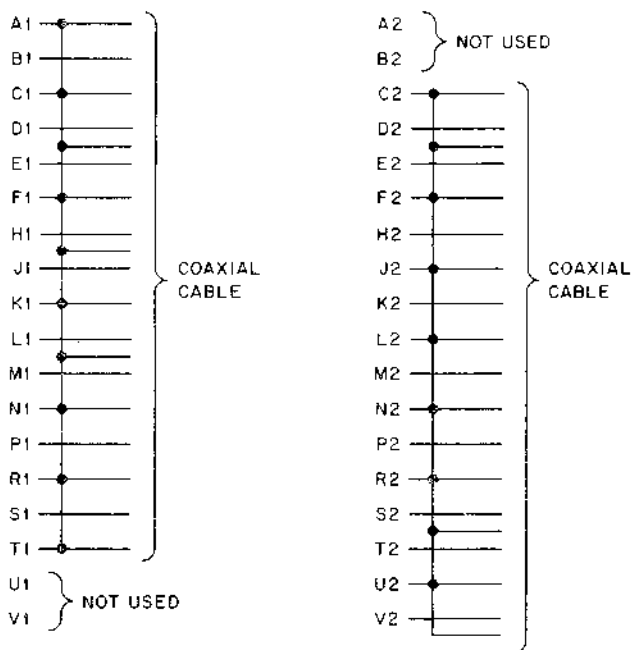 A1
B1
C1
D1
E1
F1
H1
J1
K1
L1
M1
N1
P1
R1
S1
T1
U1
V1
COAXIAL
CABLE
NOT USED
A2
B2
C2
D2
E2
F2
H2
J2
K2
L2
M2
N2
P2
R2
S2
T2
U2
V2
NOT USED
COAXIAL
CABLE